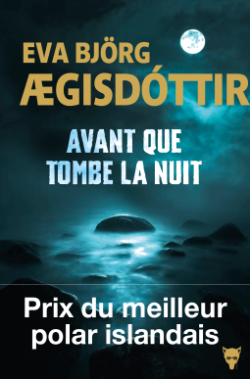 EVA BJÖRG
ÆGISDÓTTIR
AVANT QUE
TOMBE LA NUIT
Prix du meilleur
polar islandais